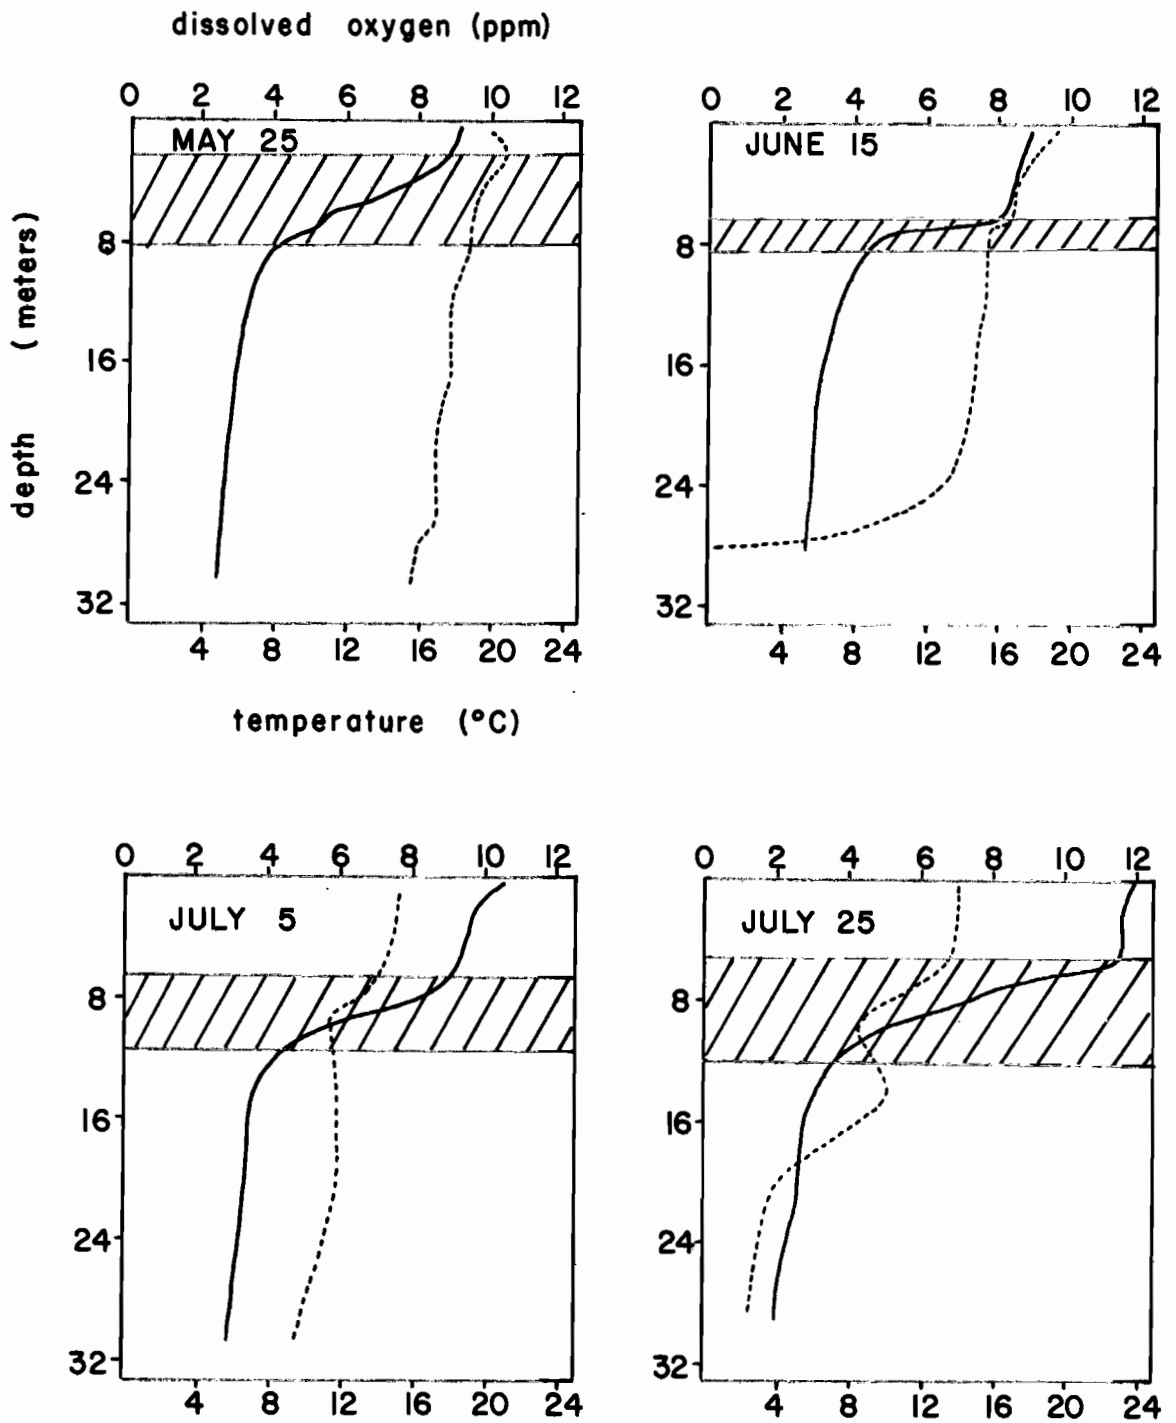 dissolved oxygen (ppm)
0 2 4 6 8 10 12
MAY 25
8
16
24
32
depth (meters)
4 8 12 16 20 24
temperature (°C)
0 2 4 6 8 10 12
JUNE 15
8
16
24
32
4 8 12 16 20 24
0 2 4 6 8 10 12
JULY 5
8
16
24
32
4 8 12 16 20 24
0 2 4 6 8 10 12
JULY 25
8
16
24
32
4 8 12 16 20 24